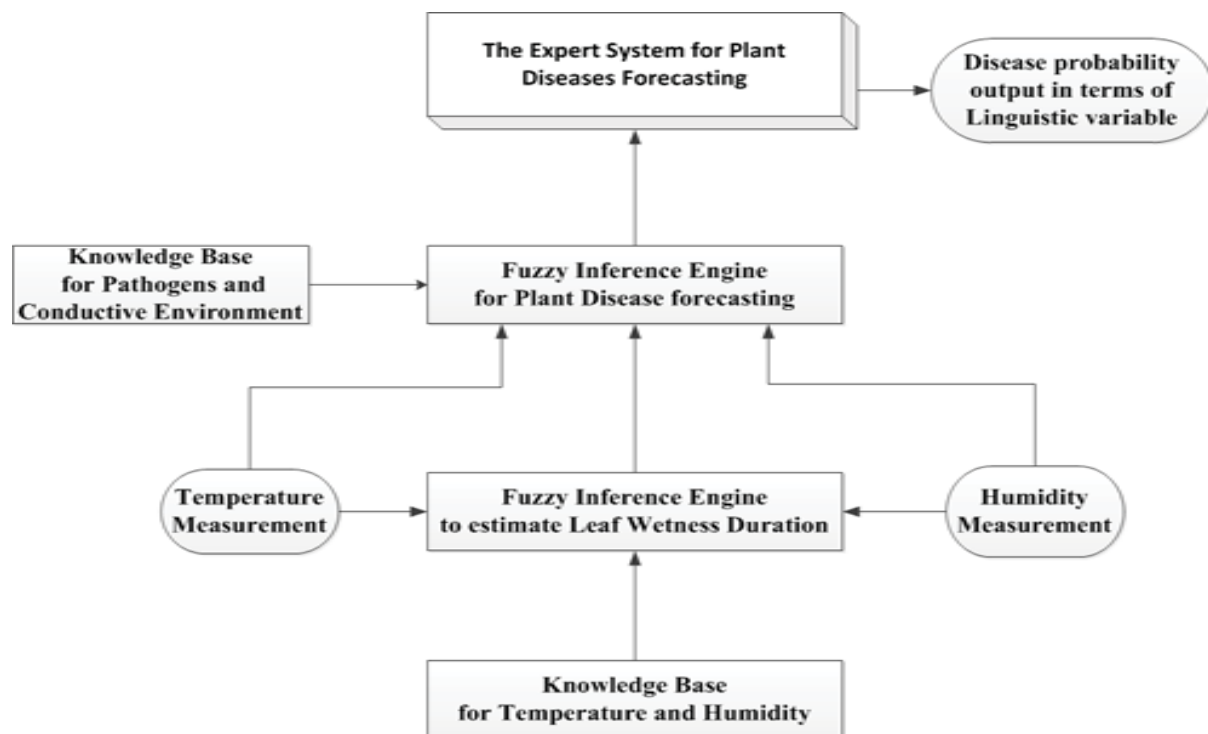 The Expert System for Plant
Diseases Forecasting
Disease probability
output in terms of
Linguistic variable
Knowledge Base
for Pathogens and
Conductive Environment
Fuzzy Inference Engine
for Plant Disease forecasting
Temperature
Measurement
Fuzzy Inference Engine
to estimate Leaf Wetness Duration
Humidity
Measurement
Knowledge Base
for Temperature and Humidity